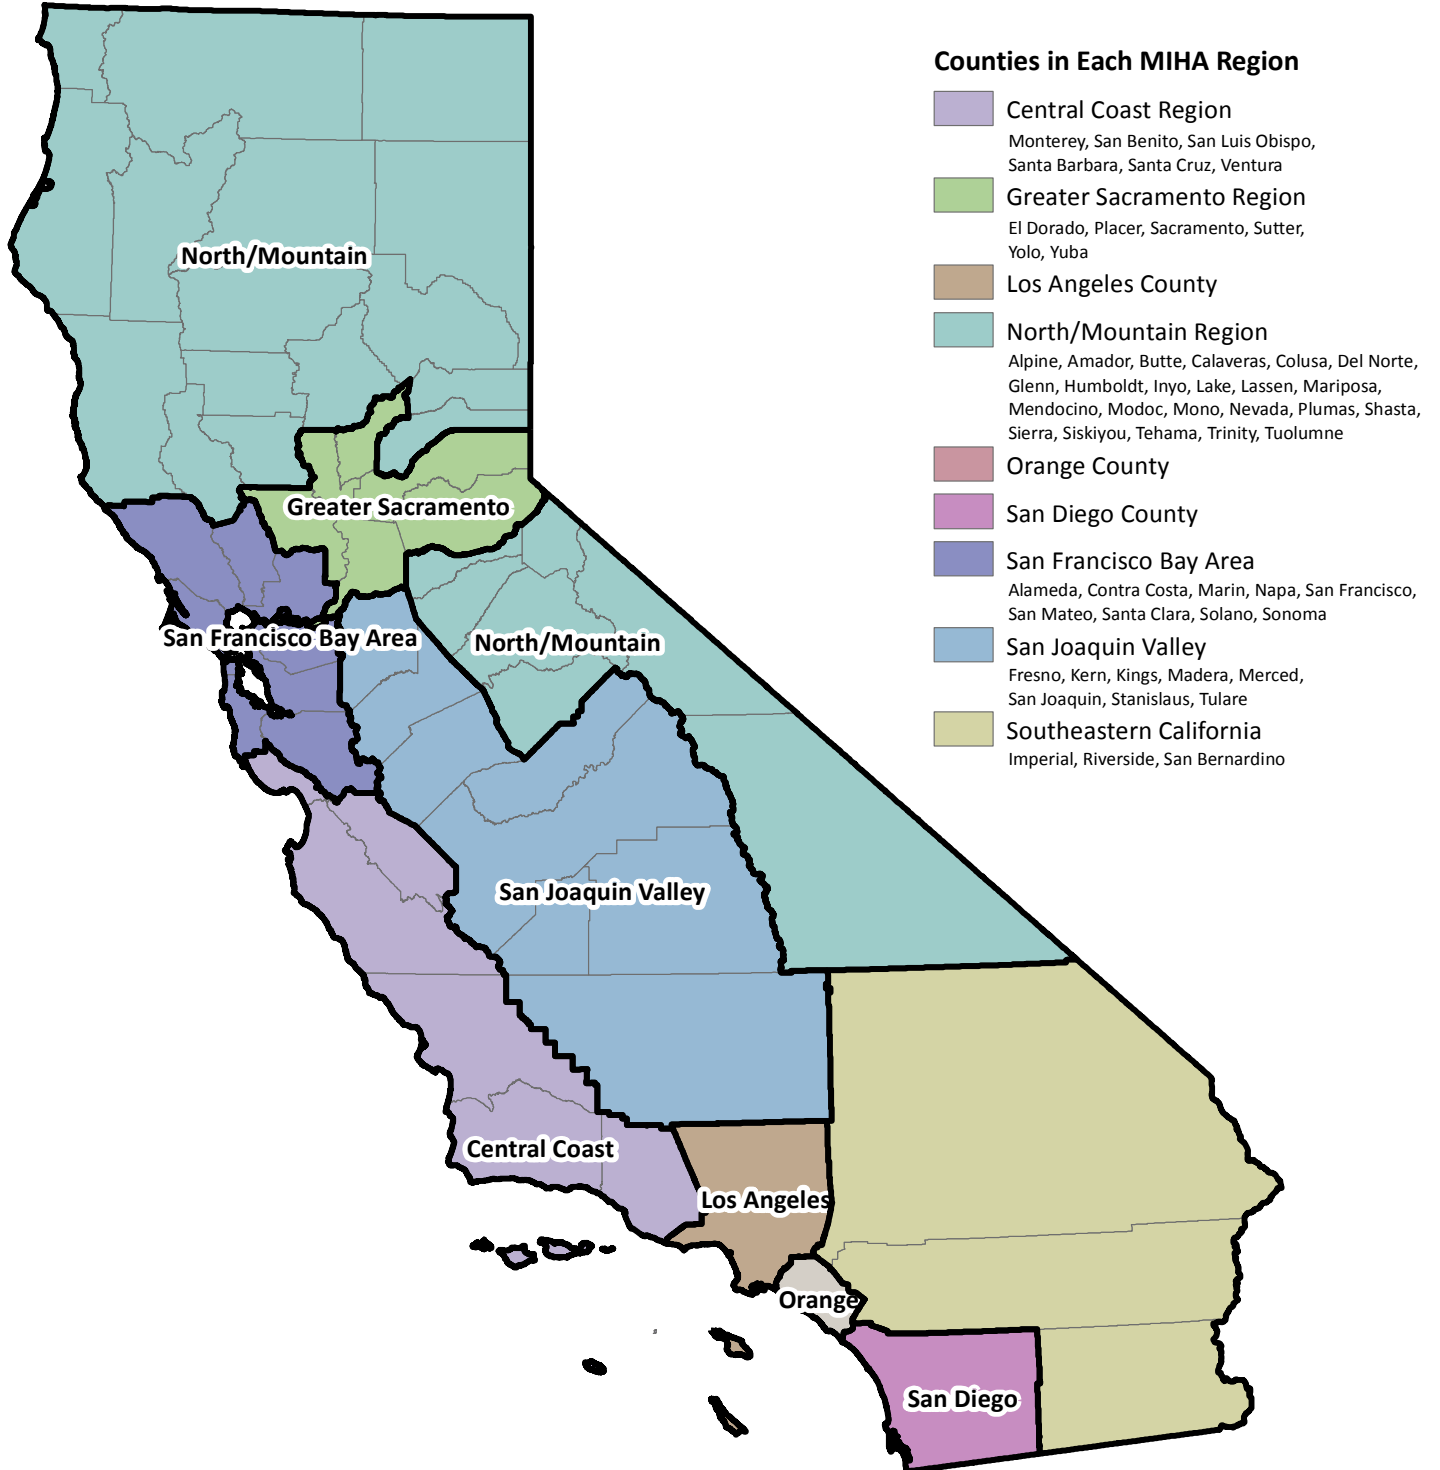 Counties in Each MIHA Region
Central Coast Region
Monterey, San Benito, San Luis Obispo,
Santa Barbara, Santa Cruz, Ventura
Greater Sacramento Region
El Dorado, Placer, Sacramento, Sutter,
Yolo, Yuba
Los Angeles County
North/Mountain Region
Alpine, Amador, Butte, Calaveras, Colusa, Del Norte,
Glenn, Humboldt, Inyo, Lake, Lassen, Mariposa,
Mendocino, Modoc, Mono, Nevada, Plumas, Shasta,
Sierra, Siskiyou, Tehama, Trinity, Tuolumne
Orange County
San Diego County
San Francisco Bay Area
Alameda, Contra Costa, Marin, Napa, San Francisco,
San Mateo, Santa Clara, Solano, Sonoma
San Joaquin Valley
Fresno, Kern, Kings, Madera, Merced,
San Joaquin, Stanislaus, Tulare
Southeastern California
Imperial, Riverside, San Bernardino
North/Mountain
Greater Sacramento
San Francisco Bay Area
North/Mountain
San Joaquin Valley
Central Coast
Los Angeles
Orange
San Diego